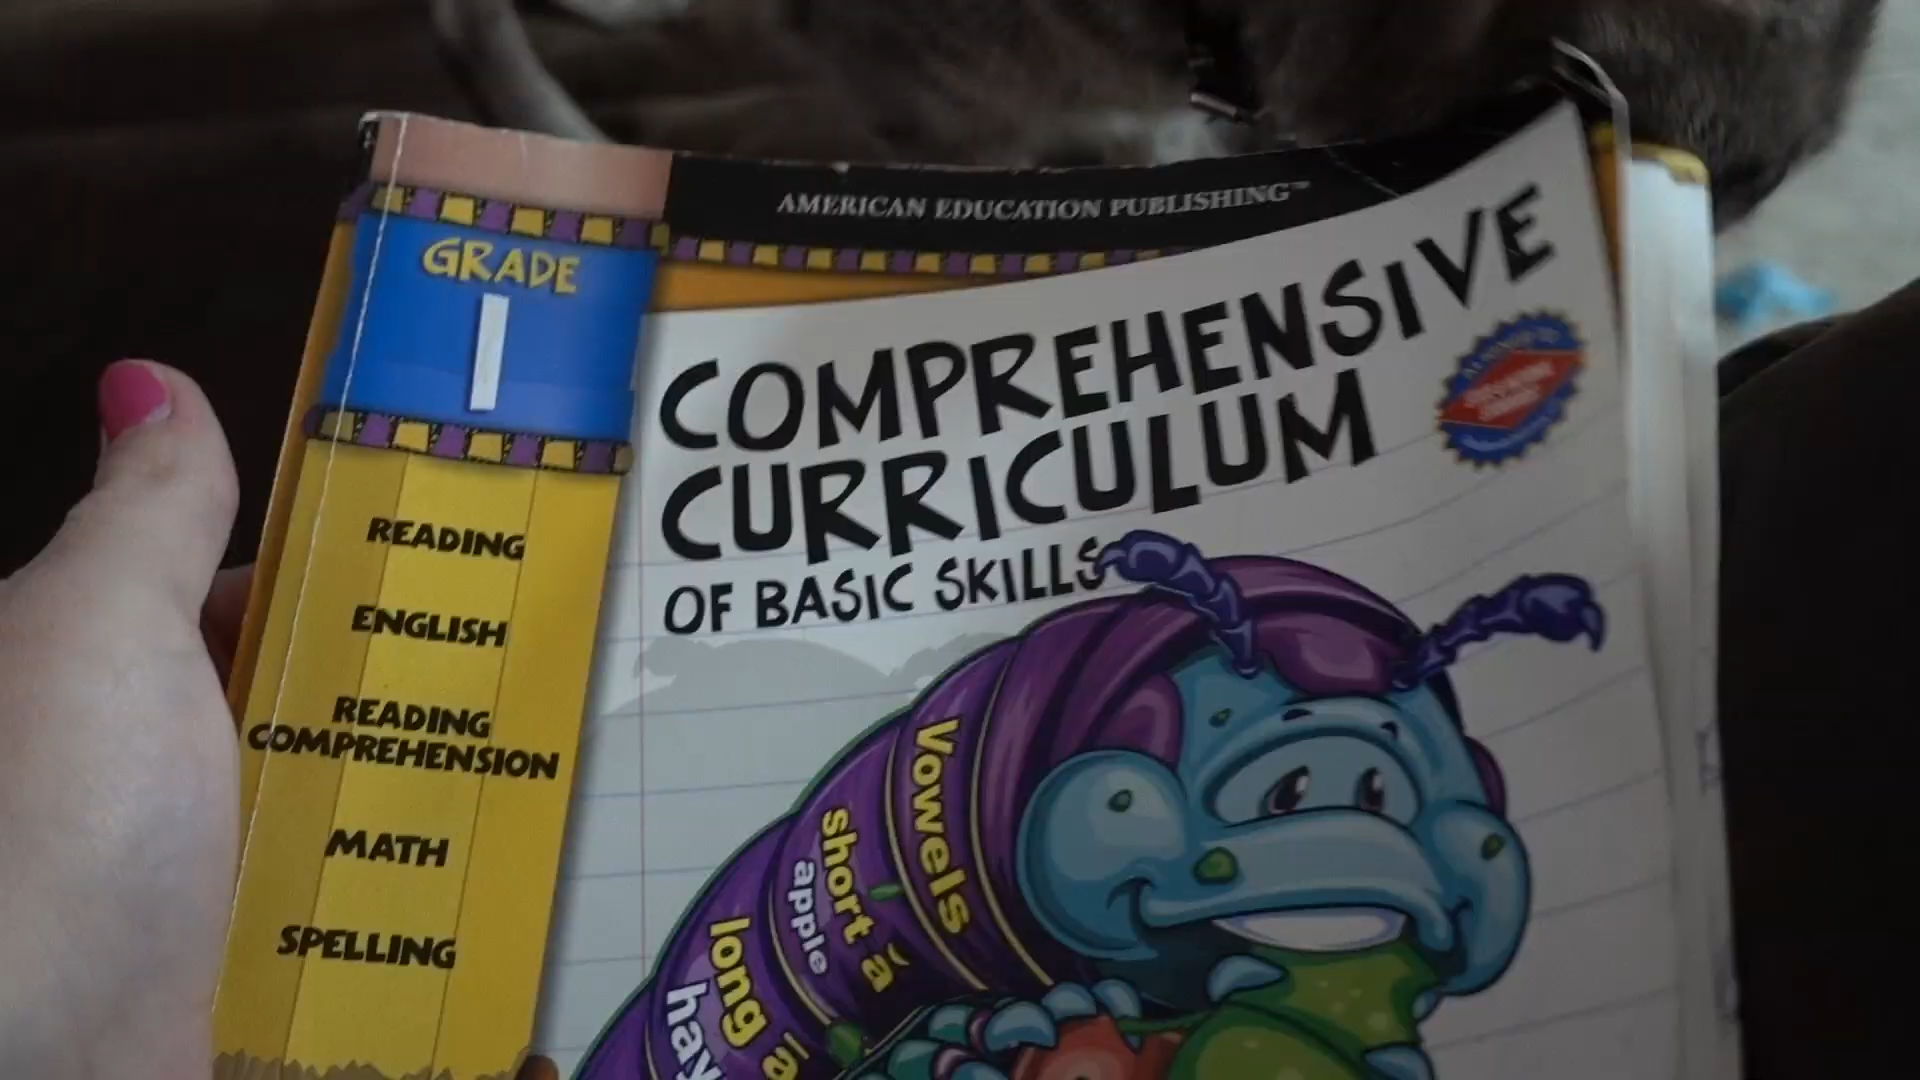 AMERICAN EDUCATION PUBLISHING™
GRADE
1
COMPREHENSIVE
CURRICULUM
OF BASIC SKILLS
READING
ENGLISH
READING
COMPREHENSION
MATH
SPELLING
Vowels
short ă
apple
long ā
hay